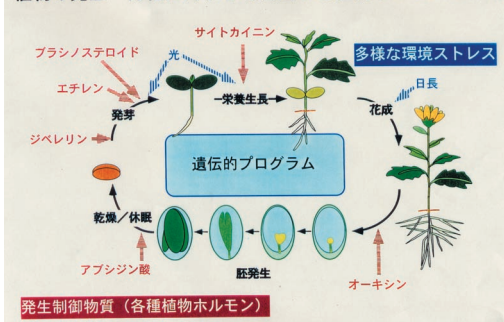 サイトカイニン
ブラシノステロイド
光
多様な環境ストレス
エチレン
日長
発芽
栄養生長
花成
ジベレリン
遺伝的プログラム
乾燥／休眠
アブシジン酸
胚発生
オーキシン
発生制御物質（各種植物ホルモン）